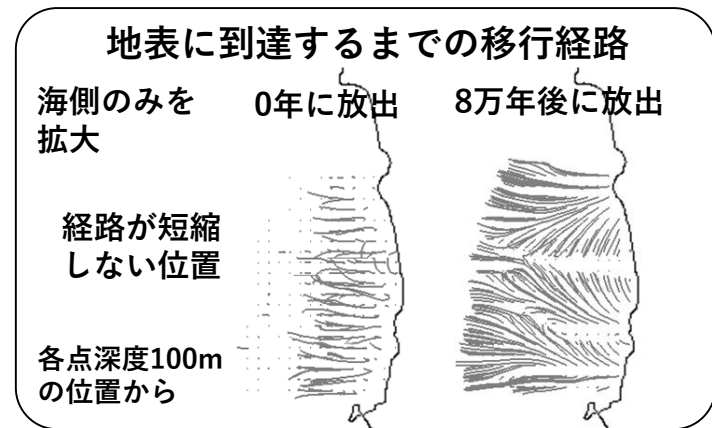 地表に到達するまでの移行経路
海側のみを
拡大
0年に放出
8万年後に放出
経路が短縮
しない位置
各点深度100m
の位置から